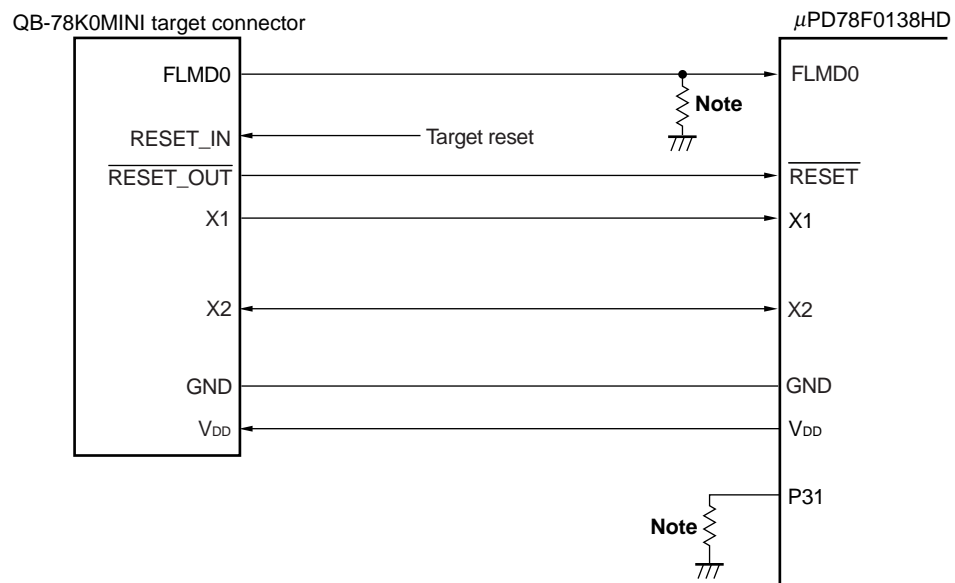 QB-78K0MINI target connector
µPD78F0138HD
FLMD0
FLMD0
Note
RESET_IN
Target reset
RESET_OUT
RESET
X1
X1
X2
X2
GND
GND
VDD
VDD
P31
Note